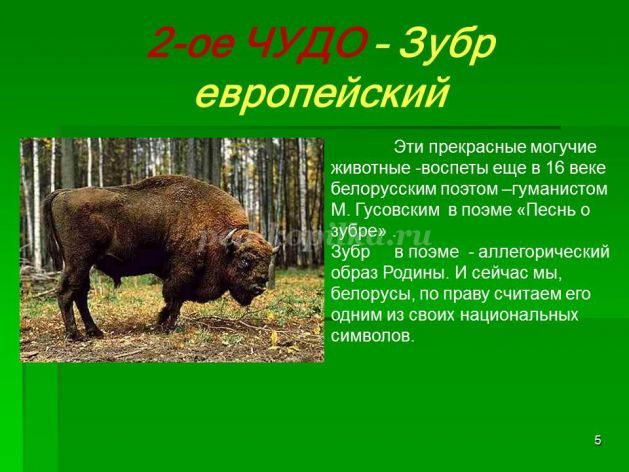 2-ое ЧУДО – Зубр
европейский
Эти прекрасные могучие
животные -воспеты еще в 16 веке
белорусским поэтом –гуманистом
М. Гусовским в поэме «Песнь о
зубре» .
Зубр в поэме - аллегорический
образ Родины. И сейчас мы,
белорусы, по праву считаем его
одним из своих национальных
символов.
5